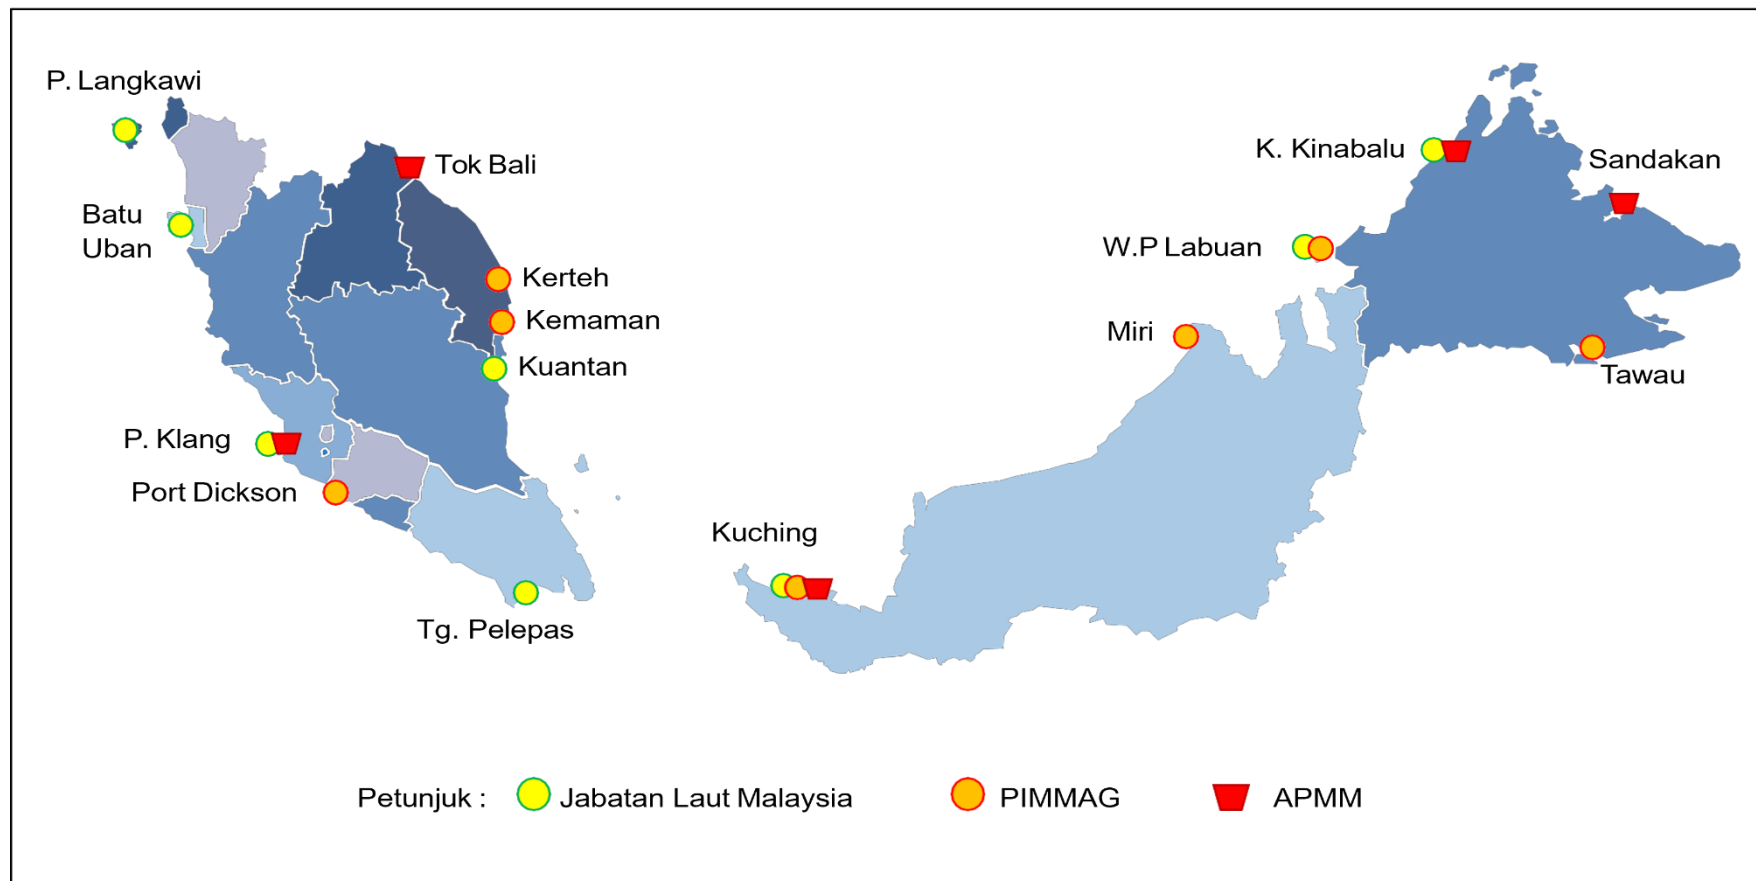 P. Langkawi
Tok Bali
Batu
Uban
Kerteh
Kemaman
Kuantan
P. Klang
Port Dickson
Tg. Pelepas
K. Kinabalu
Sandakan
W.P Labuan
Miri
Tawau
Kuching
Petunjuk : Jabatan Laut Malaysia PIMMAG APMM